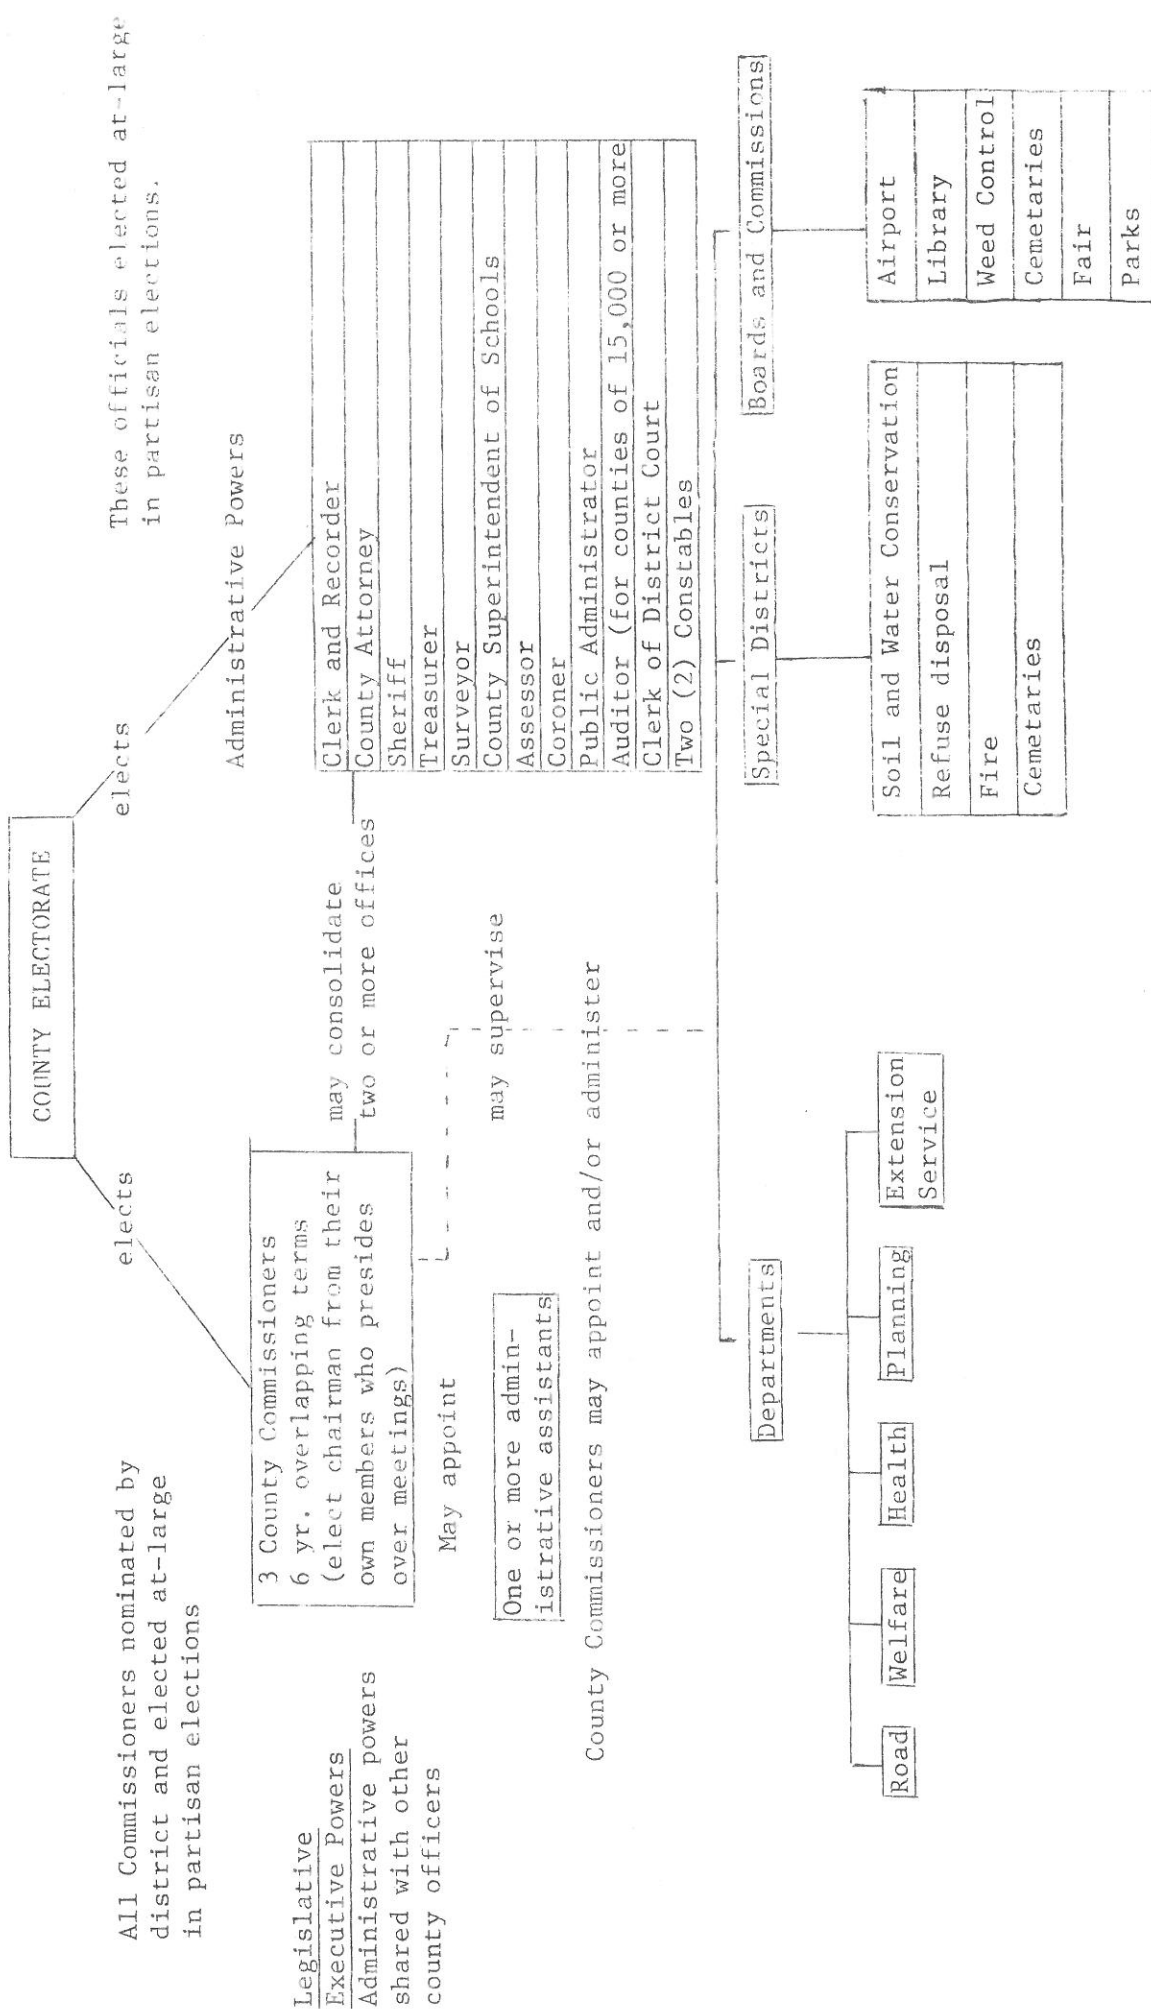 COUNTY ELECTORATE
elects
elects
All Commissioners nominated by
district and elected at-large
in partisan elections
These officials elected at-large
in partisan elections.
Administrative Powers
Legislative
Executive Powers
Administrative powers
shared with other
county officers
3 County Commissioners
6 yr. overlapping terms
(elect chairman from their
own members who presides
over meetings)
may consolidate
two or more offices
Clerk and Recorder
County Attorney
Sheriff
Treasurer
Surveyor
County Superintendent of Schools
Assessor
Coroner
Public Administrator
Auditor (for counties of 15,000 or more
Clerk of District Court
Two (2) Constables
May appoint
One or more admin-
istrative assistants
may supervise
County Commissioners may appoint and/or administer
Departments
Special Districts
Boards and Commissions
Road
Welfare
Health
Planning
Extension
Service
Soil and Water Conservation
Refuse disposal
Fire
Cemetaries
Airport
Library
Weed Control
Cemetaries
Fair
Parks